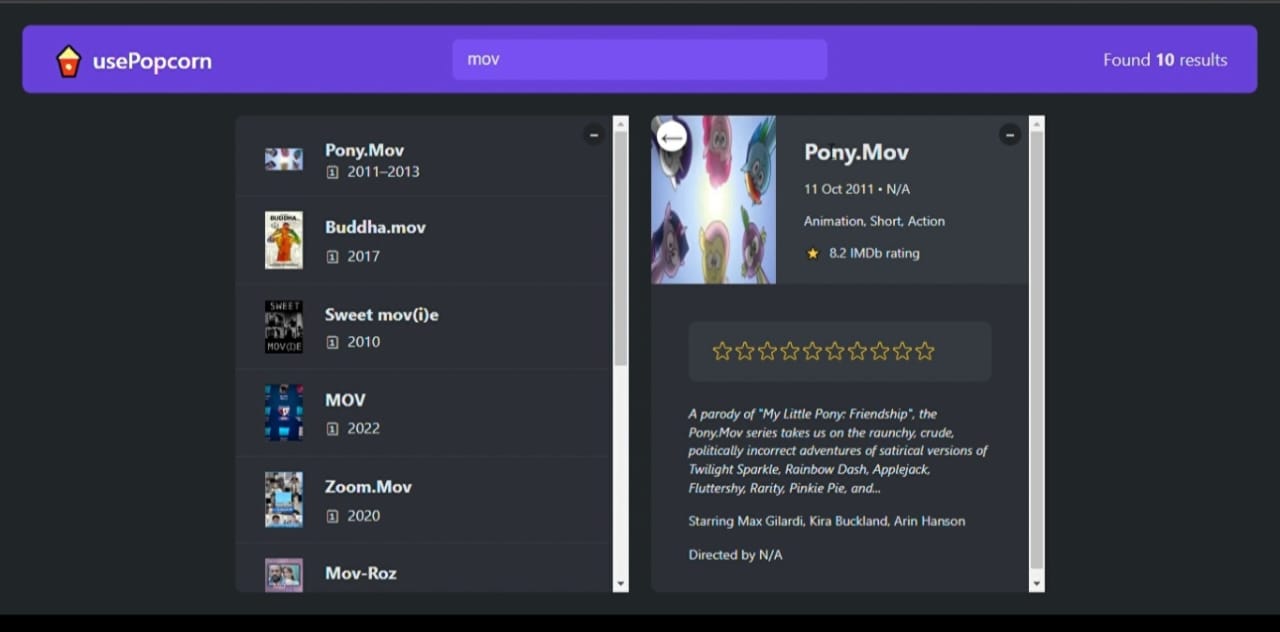 usePopcorn
mov
Found 10 results
Pony.Mov
2011–2013
Buddha.mov
2017
Sweet mov(i)e
2010
MOV
2022
Zoom.Mov
2020
Mov-Roz
BUDDHA
SWEET
MOV(I)E
Pony.Mov
11 Oct 2011 • N/A
Animation, Short, Action
8.2 IMDb rating
A parody of "My Little Pony: Friendship", the
Pony.Mov series takes us on the raunchy, crude,
politically incorrect adventures of satirical versions of
Twilight Sparkle, Rainbow Dash, Applejack,
Fluttershy, Rarity, Pinkie Pie, and...
Starring Max Gilardi, Kira Buckland, Arin Hanson
Directed by N/A